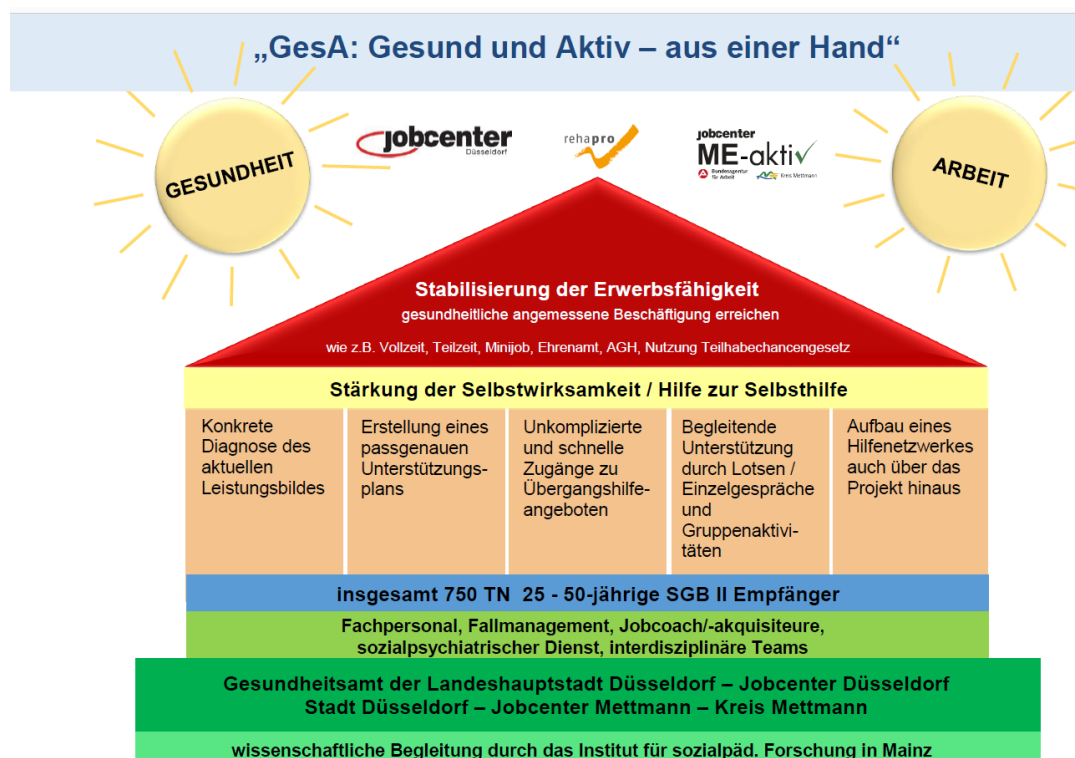 „GesA: Gesund und Aktiv – aus einer Hand“
GESUNDHEIT
jobcenter
Düsseldorf
rehapro
jobcenter
ME-aktiv
Bundesagentur
für Arbeit
Kreis Mettmann
ARBEIT
Stabilisierung der Erwerbsfähigkeit
gesundheitliche angemessene Beschäftigung erreichen
wie z.B. Vollzeit, Teilzeit, Minijob, Ehrenamt, AGH, Nutzung Teilhabechancengesetz
Stärkung der Selbstwirksamkeit / Hilfe zur Selbsthilfe
Konkrete
Diagnose des
aktuellen
Leistungsbildes
Erstellung eines
passgenauen
Unterstützungs-
plans
Unkomplizierte
und schnelle
Zugänge zu
Übergangshilfe-
angeboten
Begleitende
Unterstützung
durch Lotsen /
Einzelgespräche
und
Gruppenaktivi-
täten
Aufbau eines
Hilfenetzwerkes
auch über das
Projekt hinaus
insgesamt 750 TN 25 - 50-jährige SGB II Empfänger
Fachpersonal, Fallmanagement, Jobcoach/-akquisiteure,
sozialpsychiatrischer Dienst, interdisziplinäre Teams
Gesundheitsamt der Landeshauptstadt Düsseldorf – Jobcenter Düsseldorf
Stadt Düsseldorf – Jobcenter Mettmann – Kreis Mettmann
wissenschaftliche Begleitung durch das Institut für sozialpäd. Forschung in Mainz